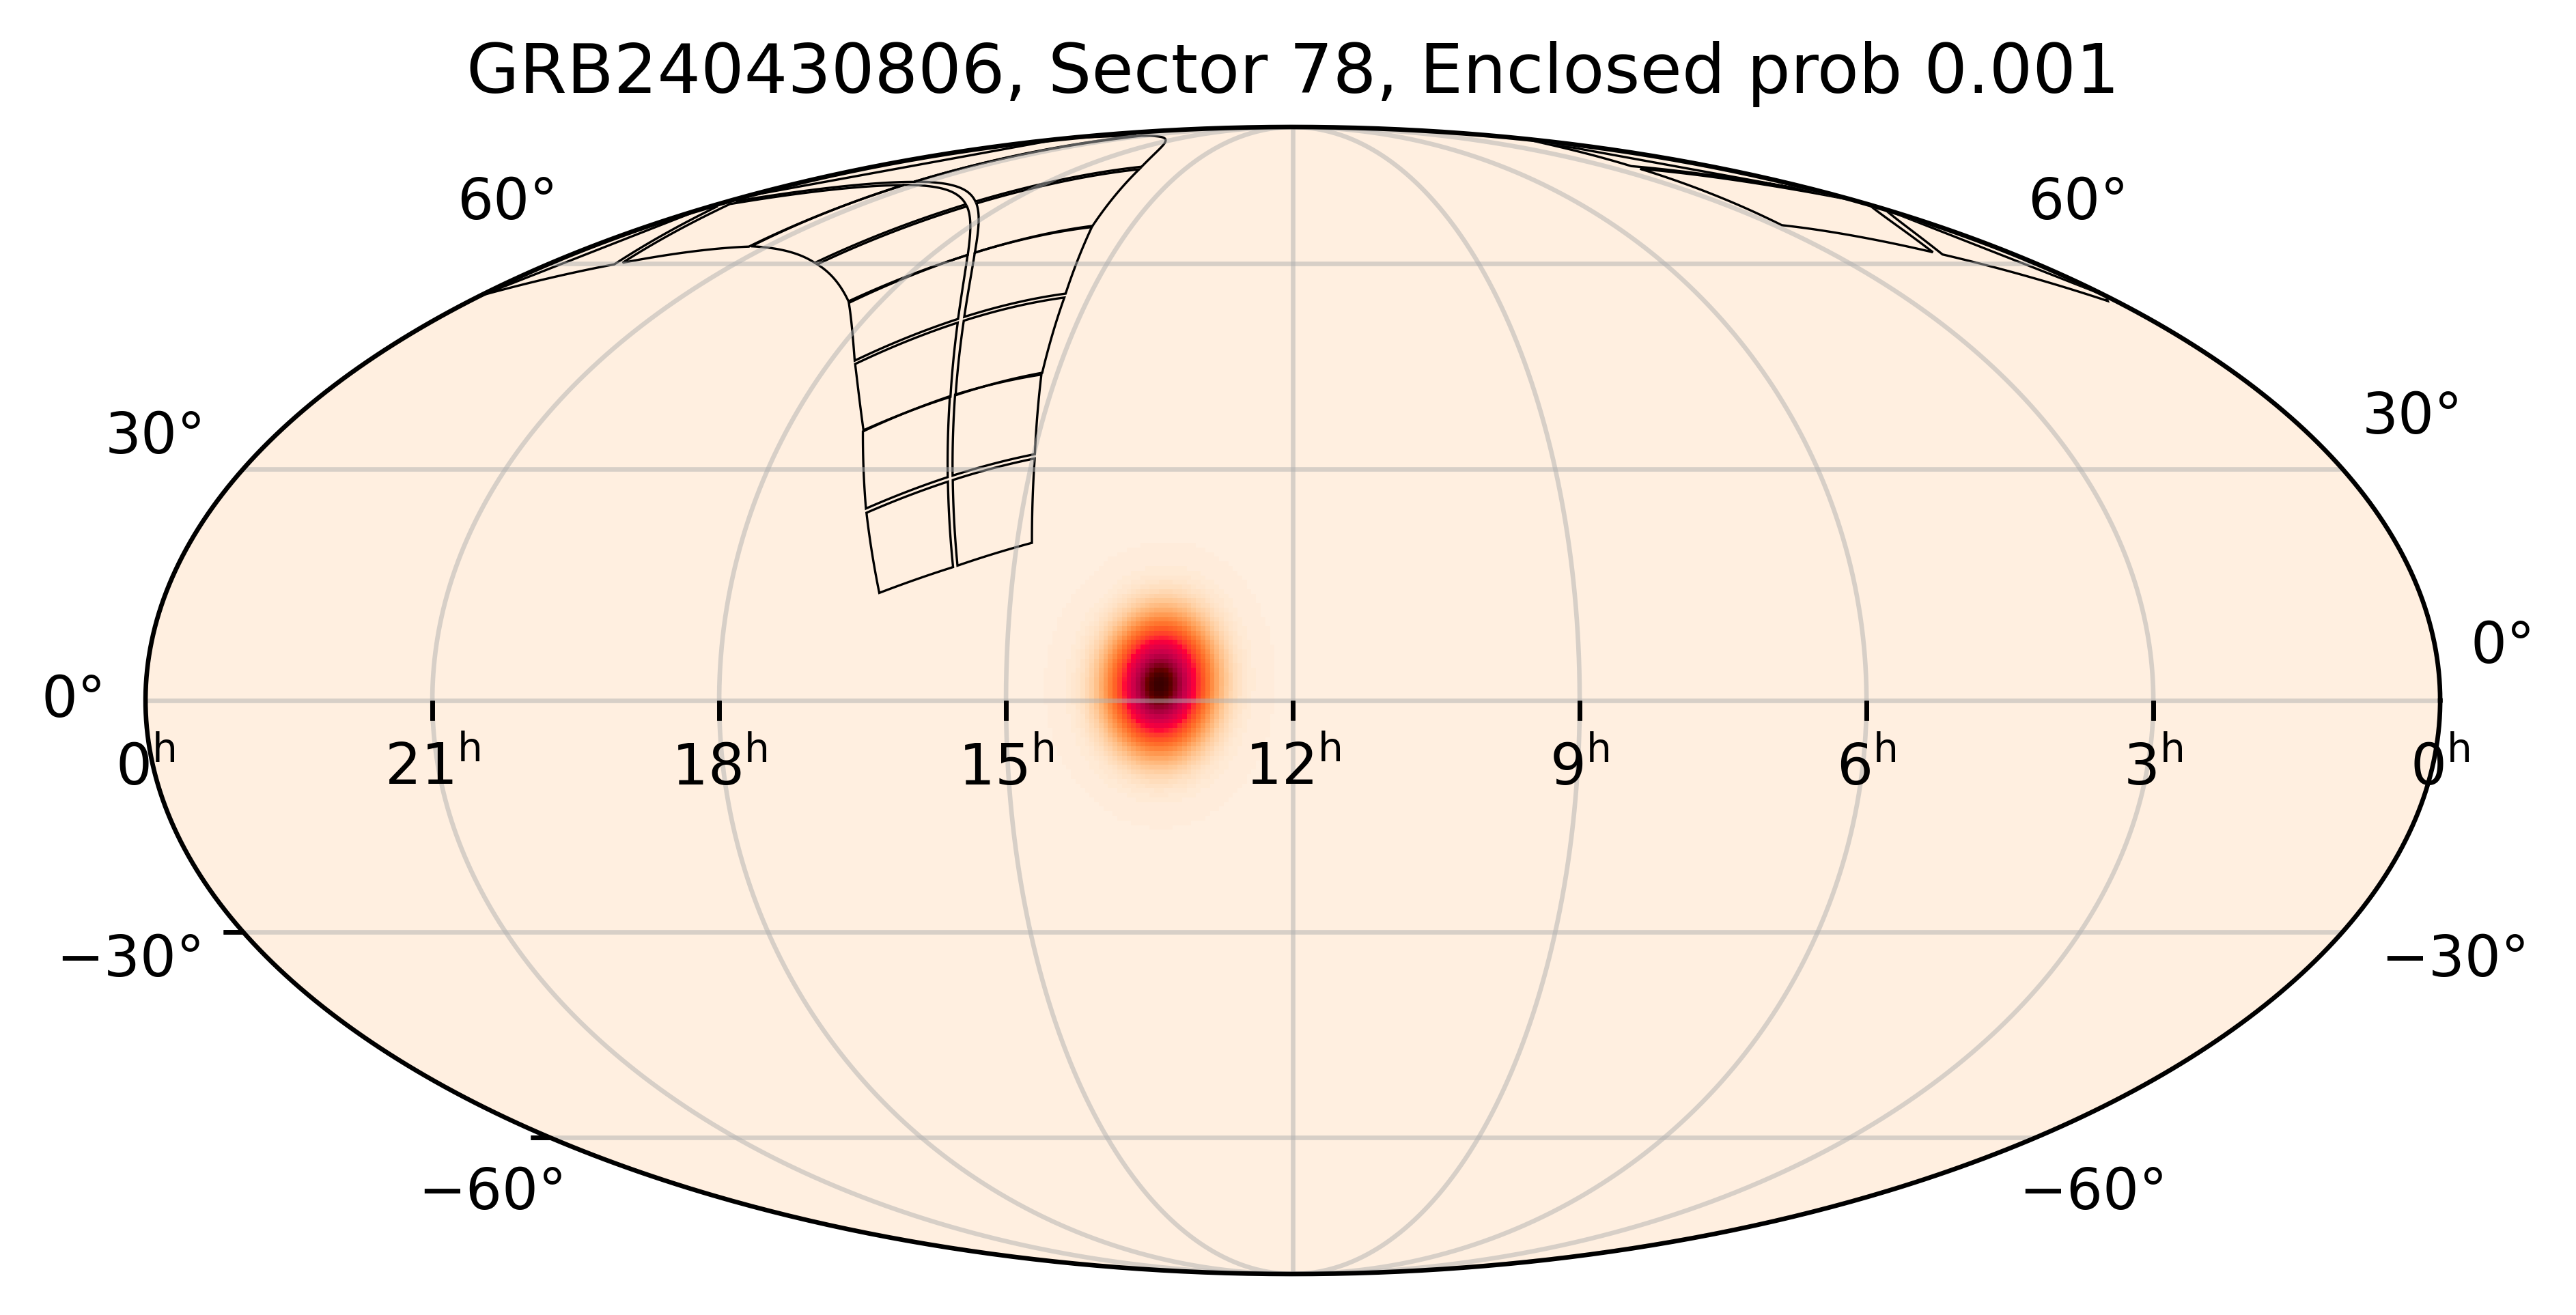 GRB240430806, Sector 78, Enclosed prob 0.001
60° 60°
30° 30°
0° 0°
0ʰ 21ʰ 18ʰ 15ʰ 12ʰ 9ʰ 6ʰ 3ʰ 0ʰ
−30° −30°
−60° −60°